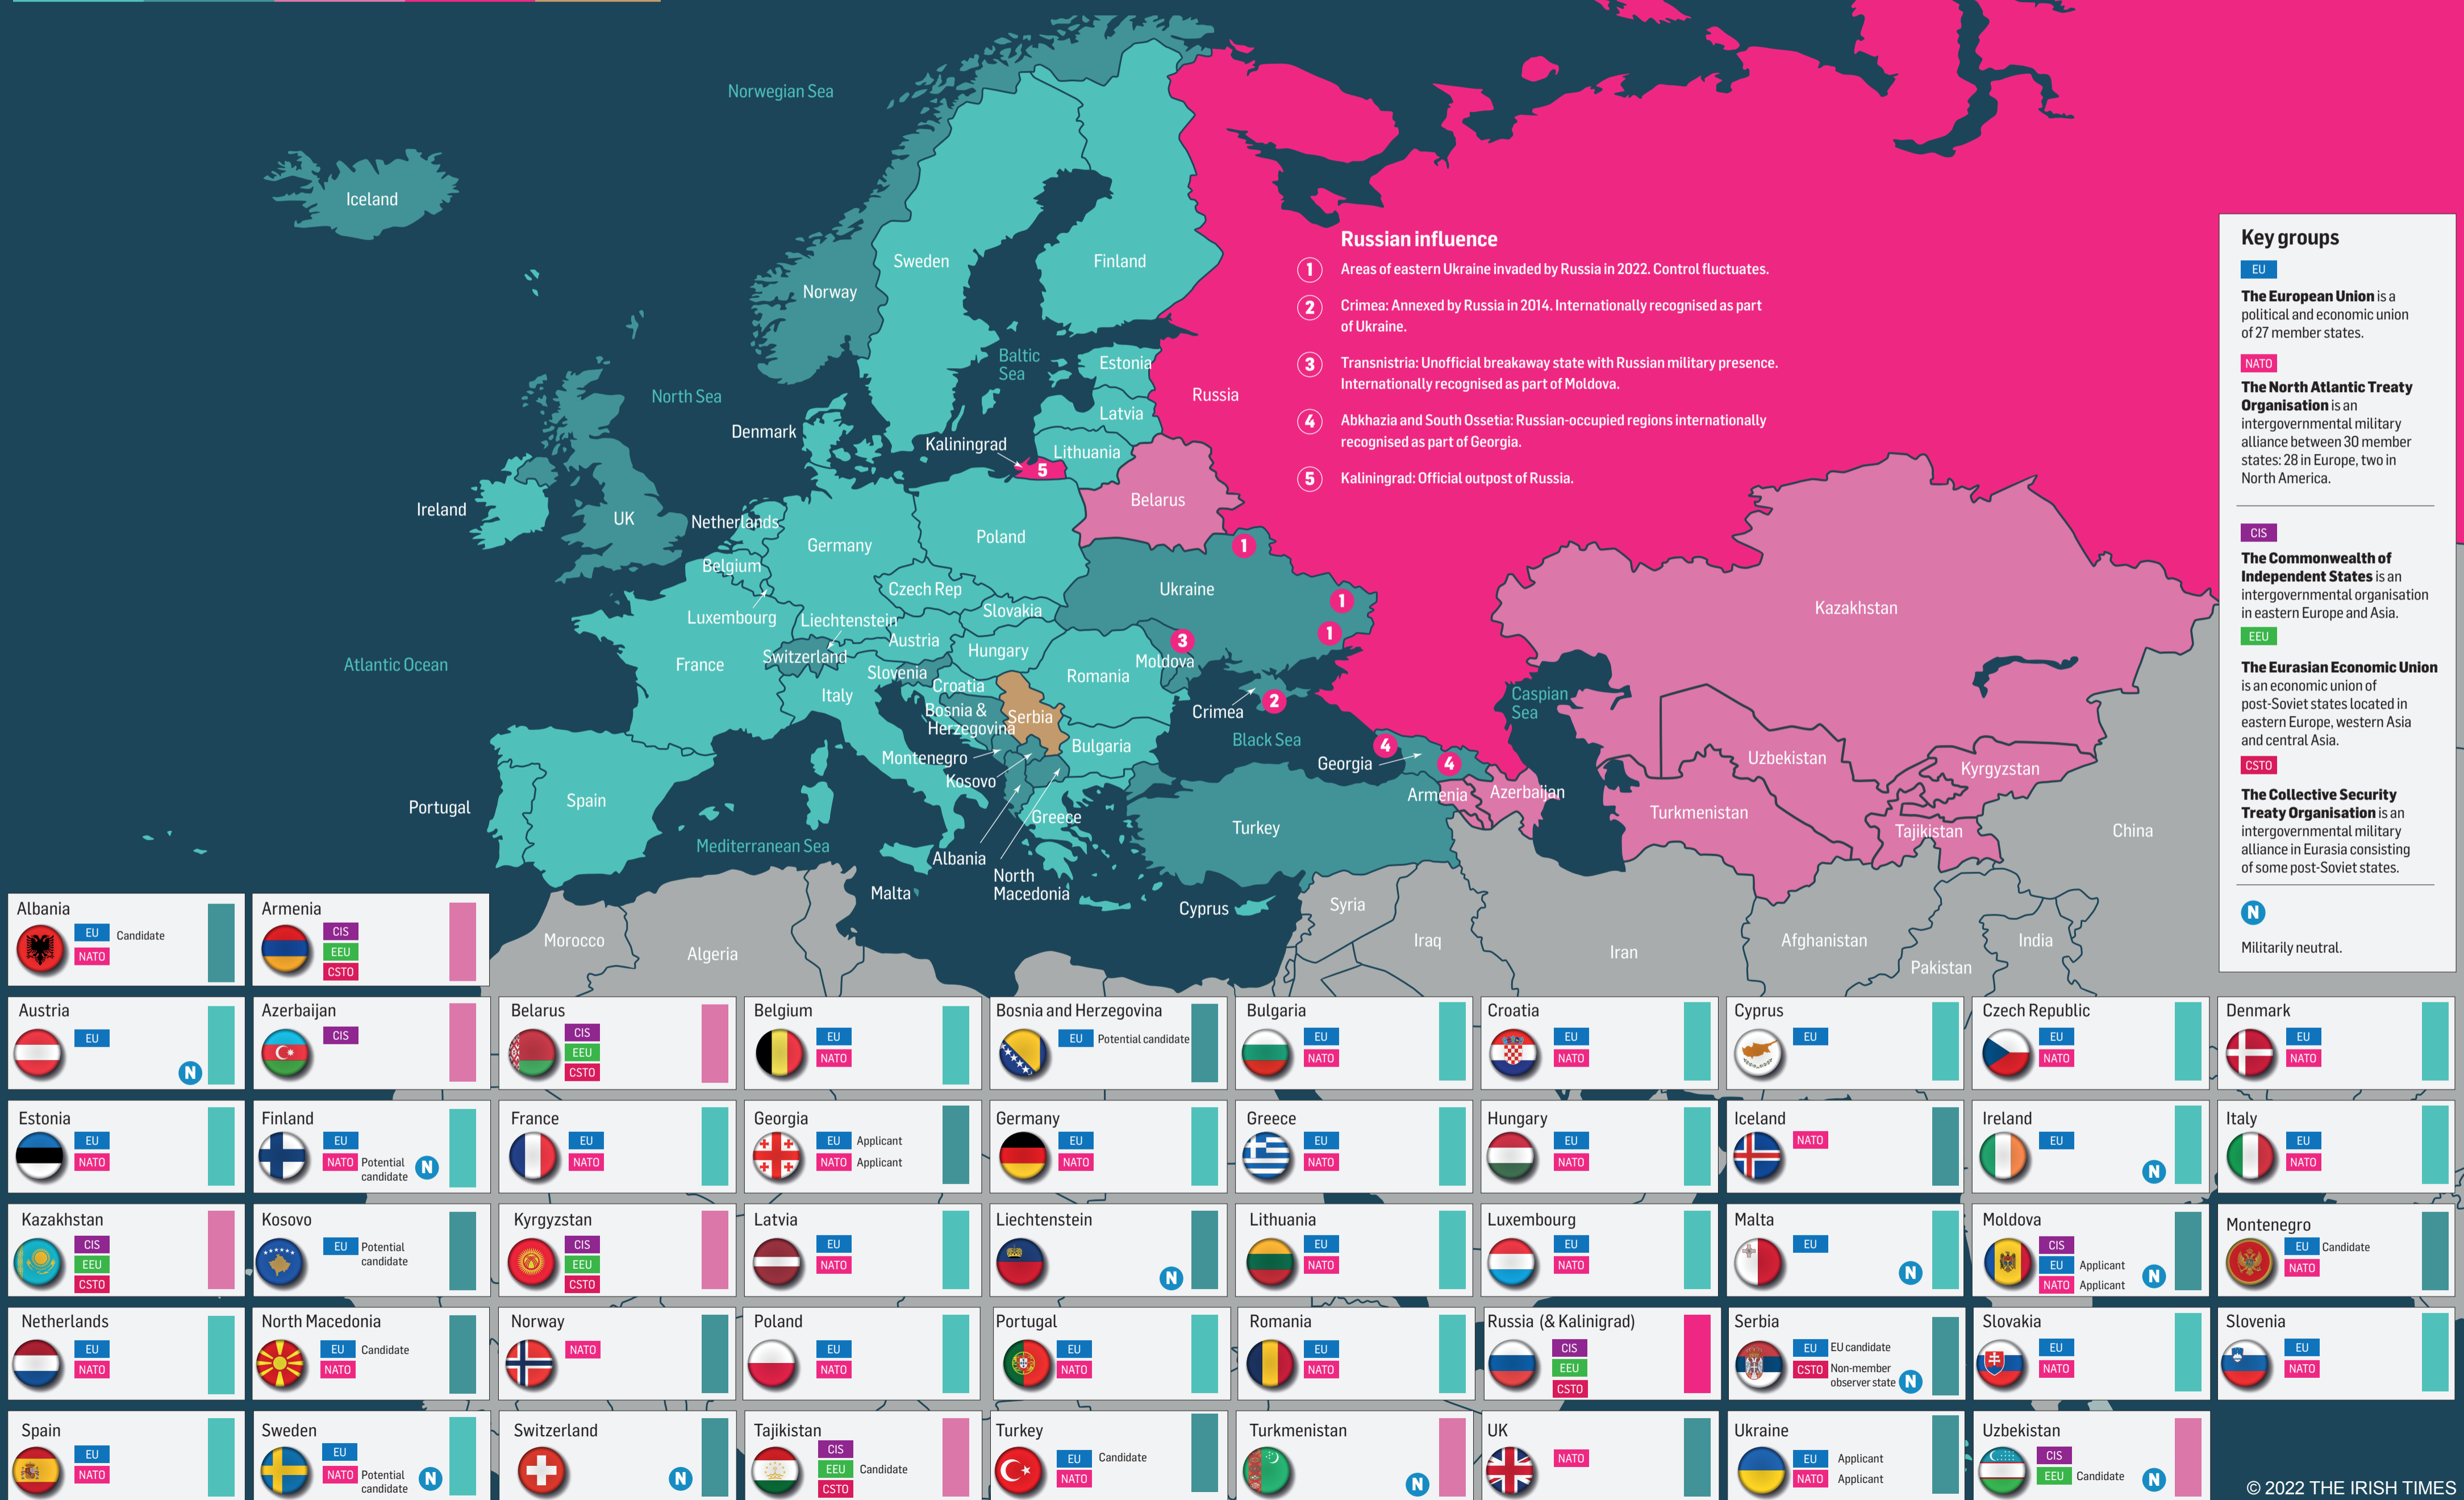 Norwegian Sea
Iceland
Sweden
Finland
Norway
Russian influence
1 Areas of eastern Ukraine invaded by Russia in 2022. Control fluctuates.
2 Crimea: Annexed by Russia in 2014. Internationally recognised as part
of Ukraine.
3 Transnistria: Unofficial breakaway state with Russian military presence.
Internationally recognised as part of Moldova.
4 Abkhazia and South Ossetia: Russian-occupied regions internationally
recognised as part of Georgia.
5 Kaliningrad: Official outpost of Russia.
Baltic
Sea
Estonia
North Sea
Russia
Latvia
Denmark
Kaliningrad
5
Lithuania
Belarus
Ireland
UK
Netherlands
Germany
Poland
1
Belgium
Czech Rep
Ukraine
1
Luxembourg
Liechtenstein
Slovakia
Austria
1
3
Kazakhstan
Atlantic Ocean
France
Switzerland
Hungary
Moldova
Slovenia
Romania
Italy
Croatia
Bosnia &
Herzegovina
Serbia
Crimea
2
Caspian
Sea
Black Sea
Bulgaria
Montenegro
Kosovo
4
Georgia
4
Uzbekistan
Kyrgyzstan
Armenia
Azerbaijan
Portugal
Spain
Greece
Turkey
Turkmenistan
Tajikistan
China
Mediterranean Sea
Albania
North
Macedonia
Malta
Cyprus
Syria
Morocco
Algeria
Iraq
Iran
Afghanistan
Pakistan
India
Key groups
EU
The European Union is a
political and economic union
of 27 member states.
NATO
The North Atlantic Treaty
Organisation is an
intergovernmental military
alliance between 30 member
states: 28 in Europe, two in
North America.
CIS
The Commonwealth of
Independent States is an
intergovernmental organisation
in eastern Europe and Asia.
EEU
The Eurasian Economic Union
is an economic union of
post-Soviet states located in
eastern Europe, western Asia
and central Asia.
CSTO
The Collective Security
Treaty Organisation is an
intergovernmental military
alliance in Eurasia consisting
of some post-Soviet states.
N
Militarily neutral.
Albania
EU Candidate
NATO
Armenia
CIS
EEU
CSTO
Austria
EU
N
Azerbaijan
CIS
Belarus
CIS
EEU
CSTO
Belgium
EU
NATO
Bosnia and Herzegovina
EU Potential candidate
Bulgaria
EU
NATO
Croatia
EU
NATO
Cyprus
EU
Czech Republic
EU
NATO
Denmark
EU
NATO
Estonia
EU
NATO
Finland
EU
NATO Potential
candidate
N
France
EU
NATO
Georgia
EU Applicant
NATO Applicant
Germany
EU
NATO
Greece
EU
NATO
Hungary
EU
NATO
Iceland
NATO
Ireland
EU
N
Italy
EU
NATO
Kazakhstan
CIS
EEU
CSTO
Kosovo
EU Potential
candidate
Kyrgyzstan
CIS
EEU
CSTO
Latvia
EU
NATO
Liechtenstein
N
Lithuania
EU
NATO
Luxembourg
EU
NATO
Malta
EU
N
Moldova
CIS
EU Applicant
NATO Applicant
N
Montenegro
EU Candidate
NATO
Netherlands
EU
NATO
North Macedonia
EU Candidate
NATO
Norway
NATO
Poland
EU
NATO
Portugal
EU
NATO
Romania
EU
NATO
Russia (& Kalinigrad)
CIS
EEU
CSTO
Serbia
EU EU candidate
CSTO Non-member
observer state
N
Slovakia
EU
NATO
Slovenia
EU
NATO
Spain
EU
NATO
Sweden
EU
NATO Potential
candidate
N
Switzerland
N
Tajikistan
CIS
EEU Candidate
CSTO
Turkey
EU Candidate
NATO
Turkmenistan
N
UK
NATO
Ukraine
EU Applicant
NATO Applicant
Uzbekistan
CIS
EEU Candidate
N
© 2022 THE IRISH TIMES